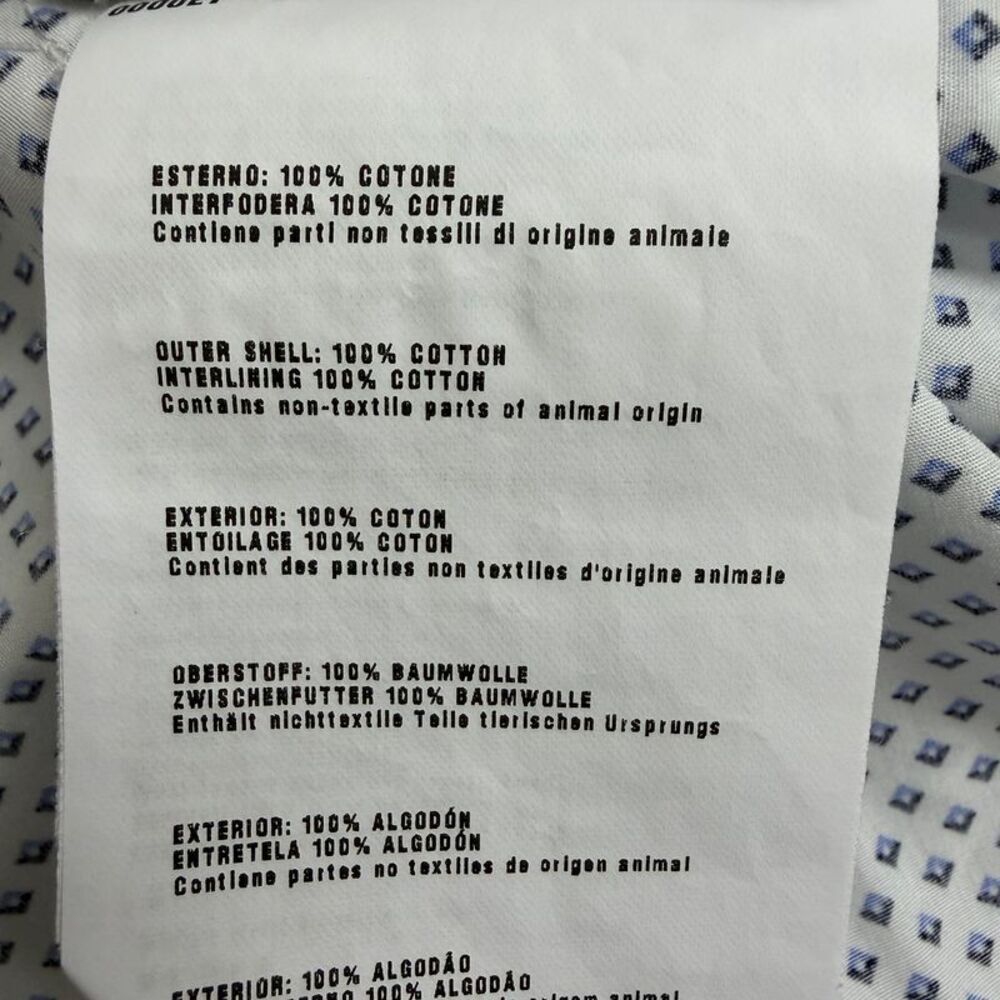 ESTERNO: 100% COTONE
INTERFODERA 100% COTONE
Contiene parti non tessili di origine animale
OUTER SHELL: 100% COTTON
INTERLINING 100% COTTON
Contains non-textile parts of animal origin
EXTERIOR: 100% COTON
ENTOILAGE 100% COTON
Contient des parties non textiles d'origine animale
OBERSTOFF: 100% BAUMWOLLE
ZWISCHENFUTTER 100% BAUMWOLLE
Enthält nichttextile Teile tierischen Ursprungs
EXTERIOR: 100% ALGODÓN
ENTRETELA 100% ALGODÓN
Contiene partes no textiles de origen animal
EXTERIOR: 100% ALGODÃO
100% ALGODÃO